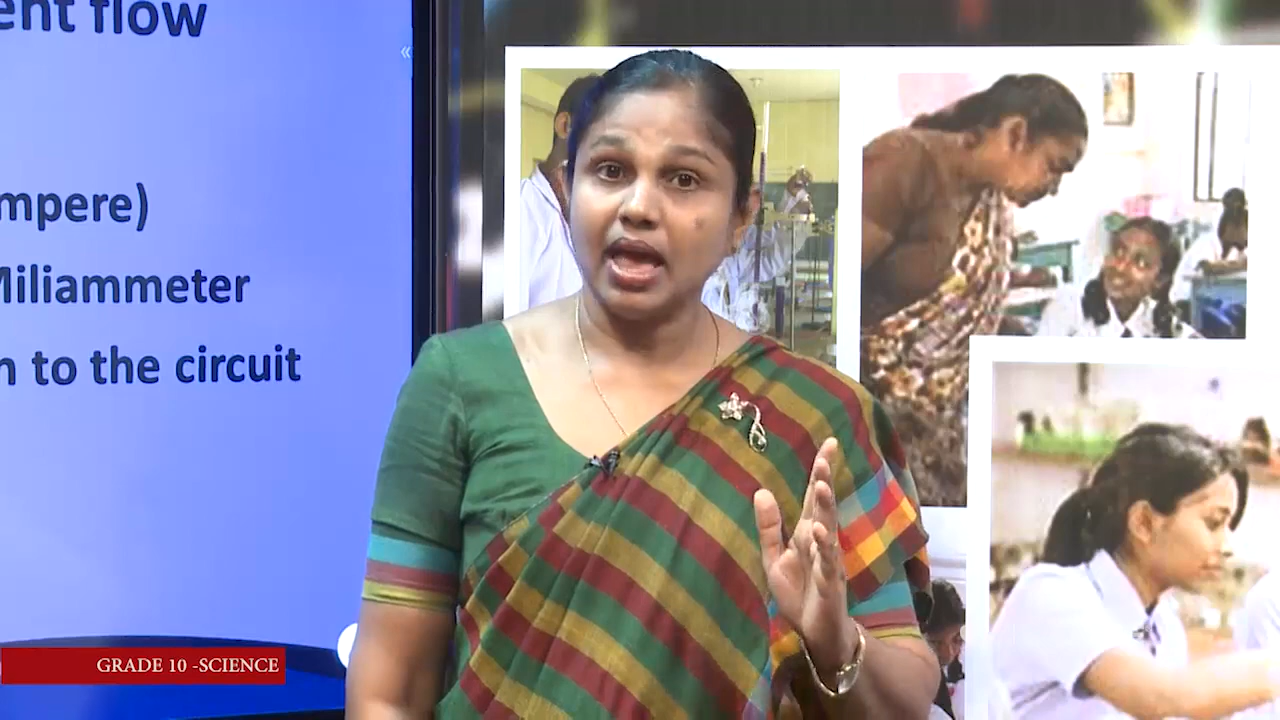 ent flow
mpere)
Miliammeter
n to the circuit
GRADE 10 -SCIENCE